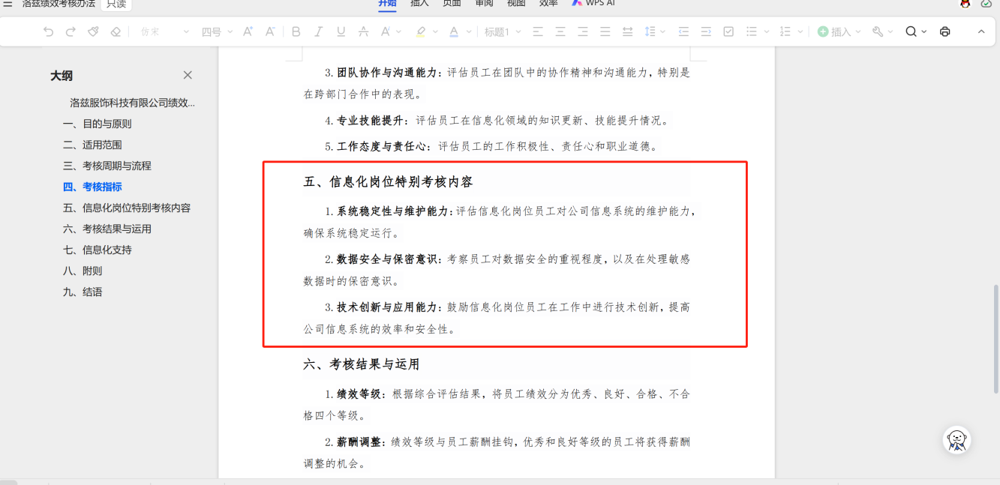 洛兹绩效考核办法 只读 开始 插入 页面 审阅 视图 效率 WPS AI
仿宋 四号 A+ A- B I U A A A 标题1 插入
大纲
洛兹服饰科技有限公司绩效...
一、目的与原则
二、适用范围
三、考核周期与流程
四、考核指标
五、信息化岗位特别考核内容
六、考核结果与运用
七、信息化支持
八、附则
九、结语
3.团队协作与沟通能力：评估员工在团队中的协作精神和沟通能力，特别是
在跨部门合作中的表现。
4.专业技能提升：评估员工在信息化领域的知识更新、技能提升情况。
5.工作态度与责任心：评估员工的工作积极性、责任心和职业道德。
五、信息化岗位特别考核内容
1.系统稳定性与维护能力：评估信息化岗位员工对公司信息系统的维护能力，
确保系统稳定运行。
2.数据安全与保密意识：考察员工对数据安全的重视程度，以及在处理敏感
数据时的保密意识。
3.技术创新与应用能力：鼓励信息化岗位员工在工作中进行技术创新，提高
公司信息系统的效率和安全性。
六、考核结果与运用
1.绩效等级：根据综合评估结果，将员工绩效分为优秀、良好、合格、不合
格四个等级。
2.薪酬调整：绩效等级与员工薪酬挂钩，优秀和良好等级的员工将获得薪酬
调整的机会。